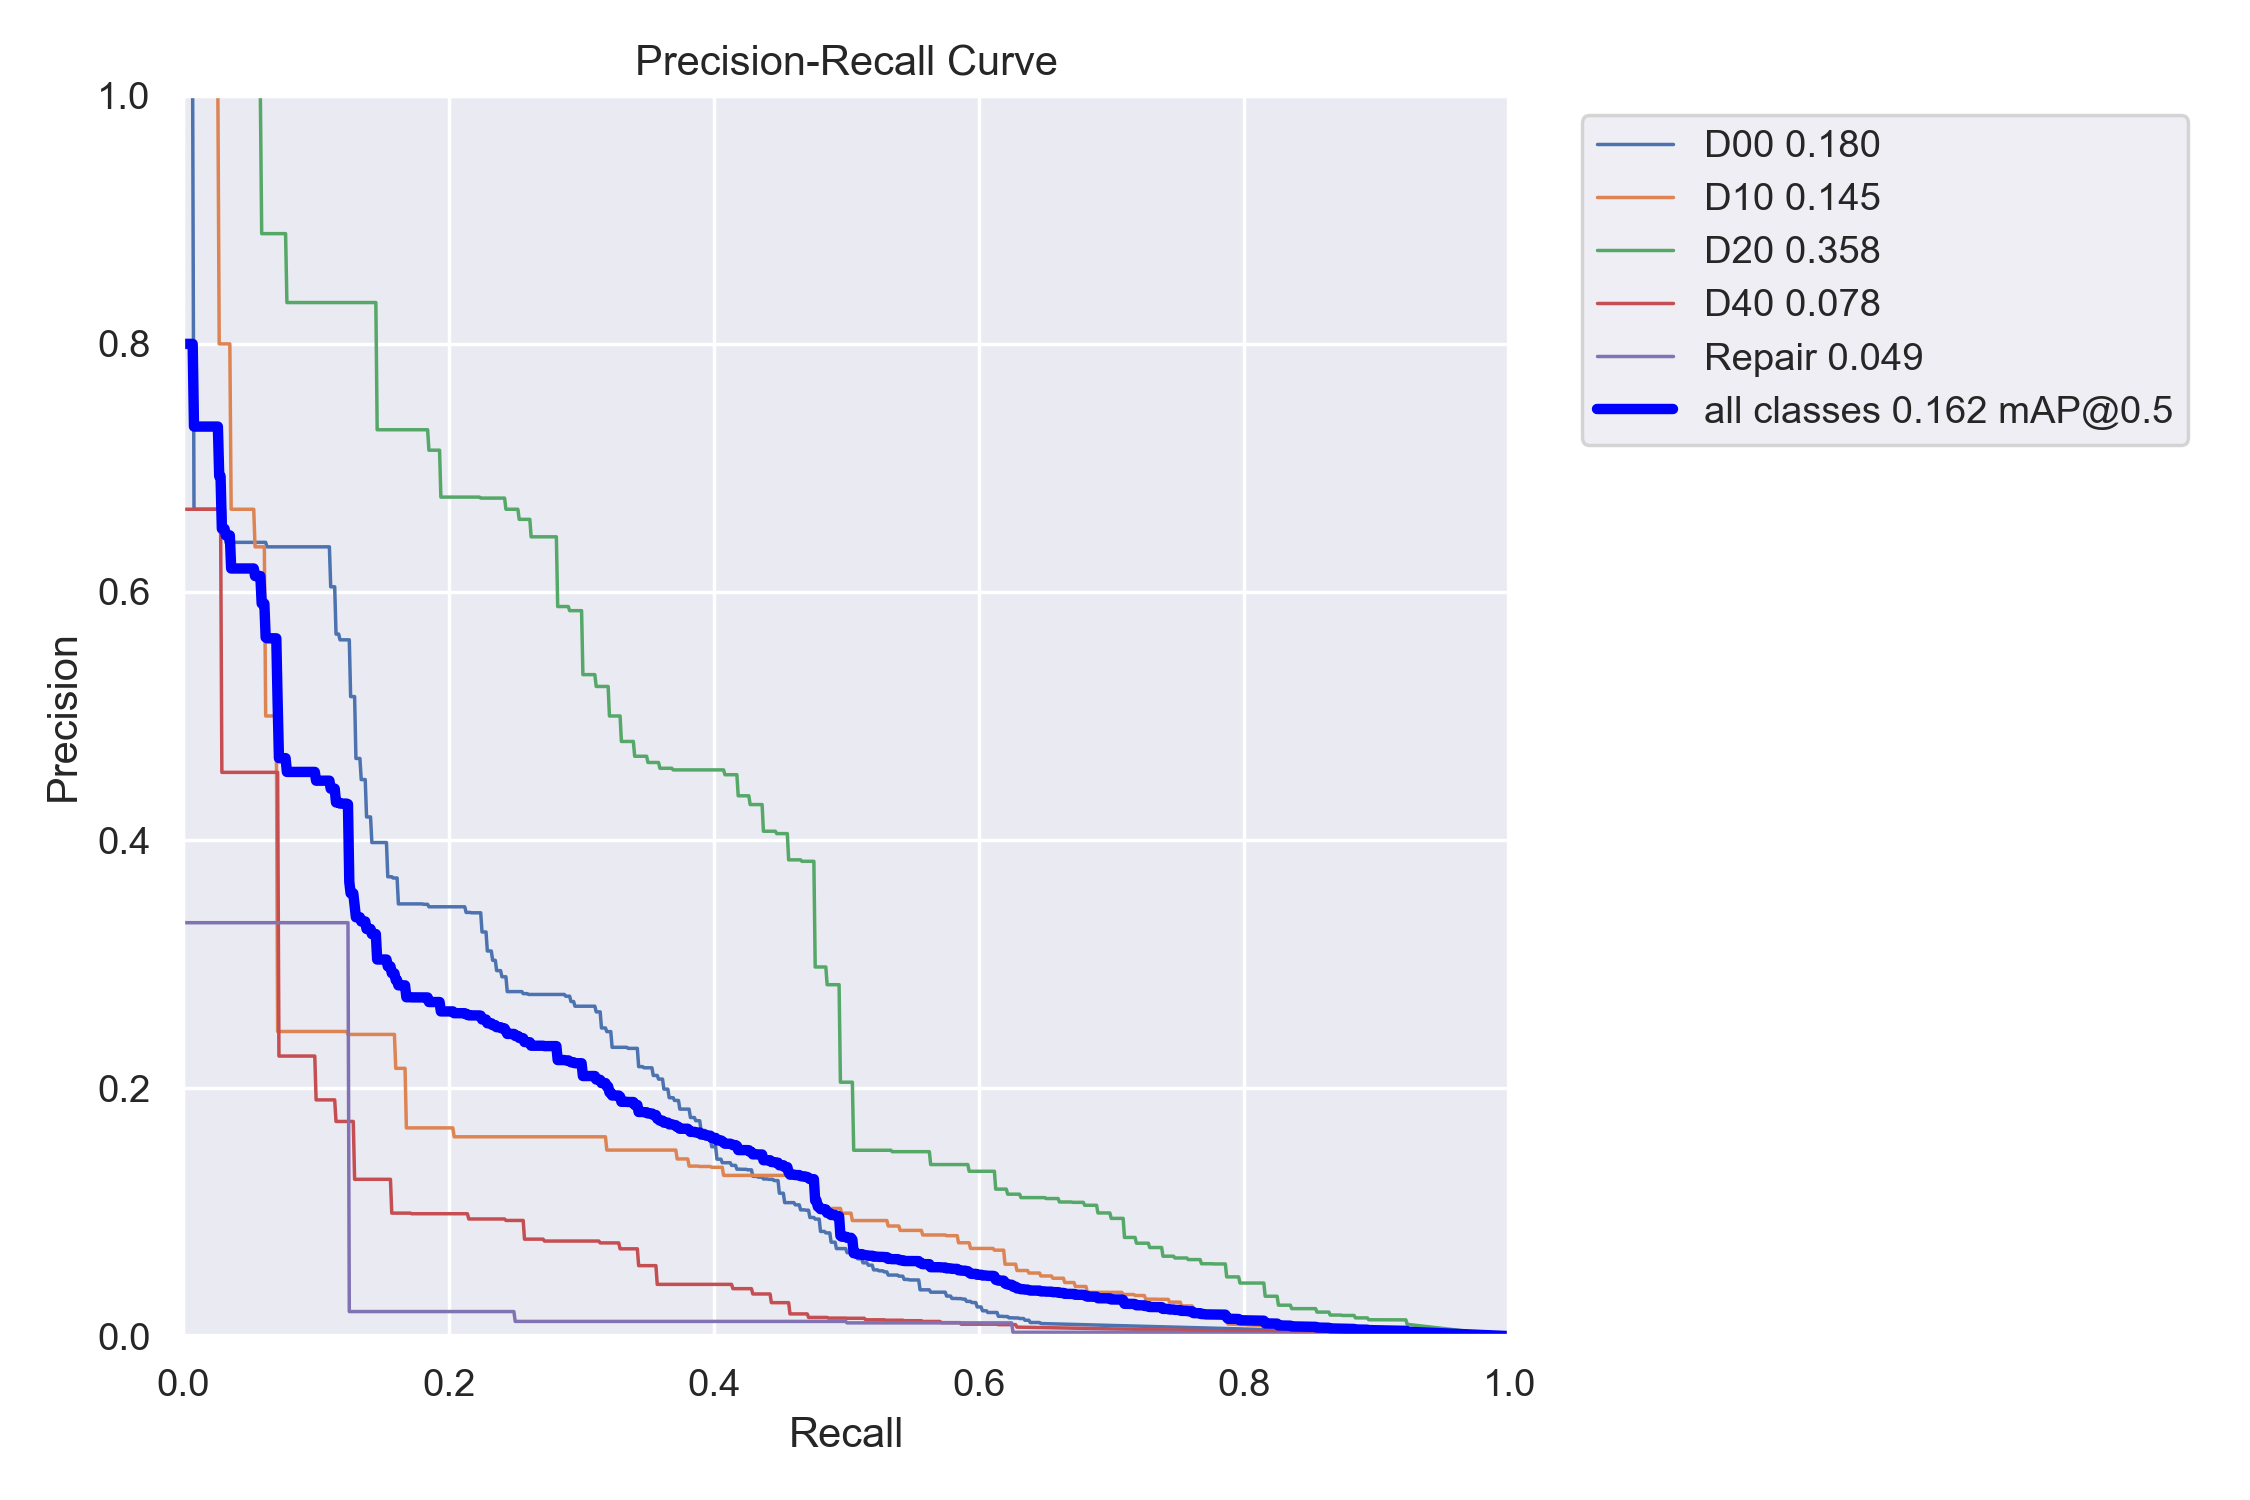 Precision-Recall Curve
1.0
0.8
0.6
0.4
0.2
0.0
Precision
0.0 0.2 0.4 0.6 0.8 1.0
Recall
D00 0.180
D10 0.145
D20 0.358
D40 0.078
Repair 0.049
all classes 0.162 mAP@0.5